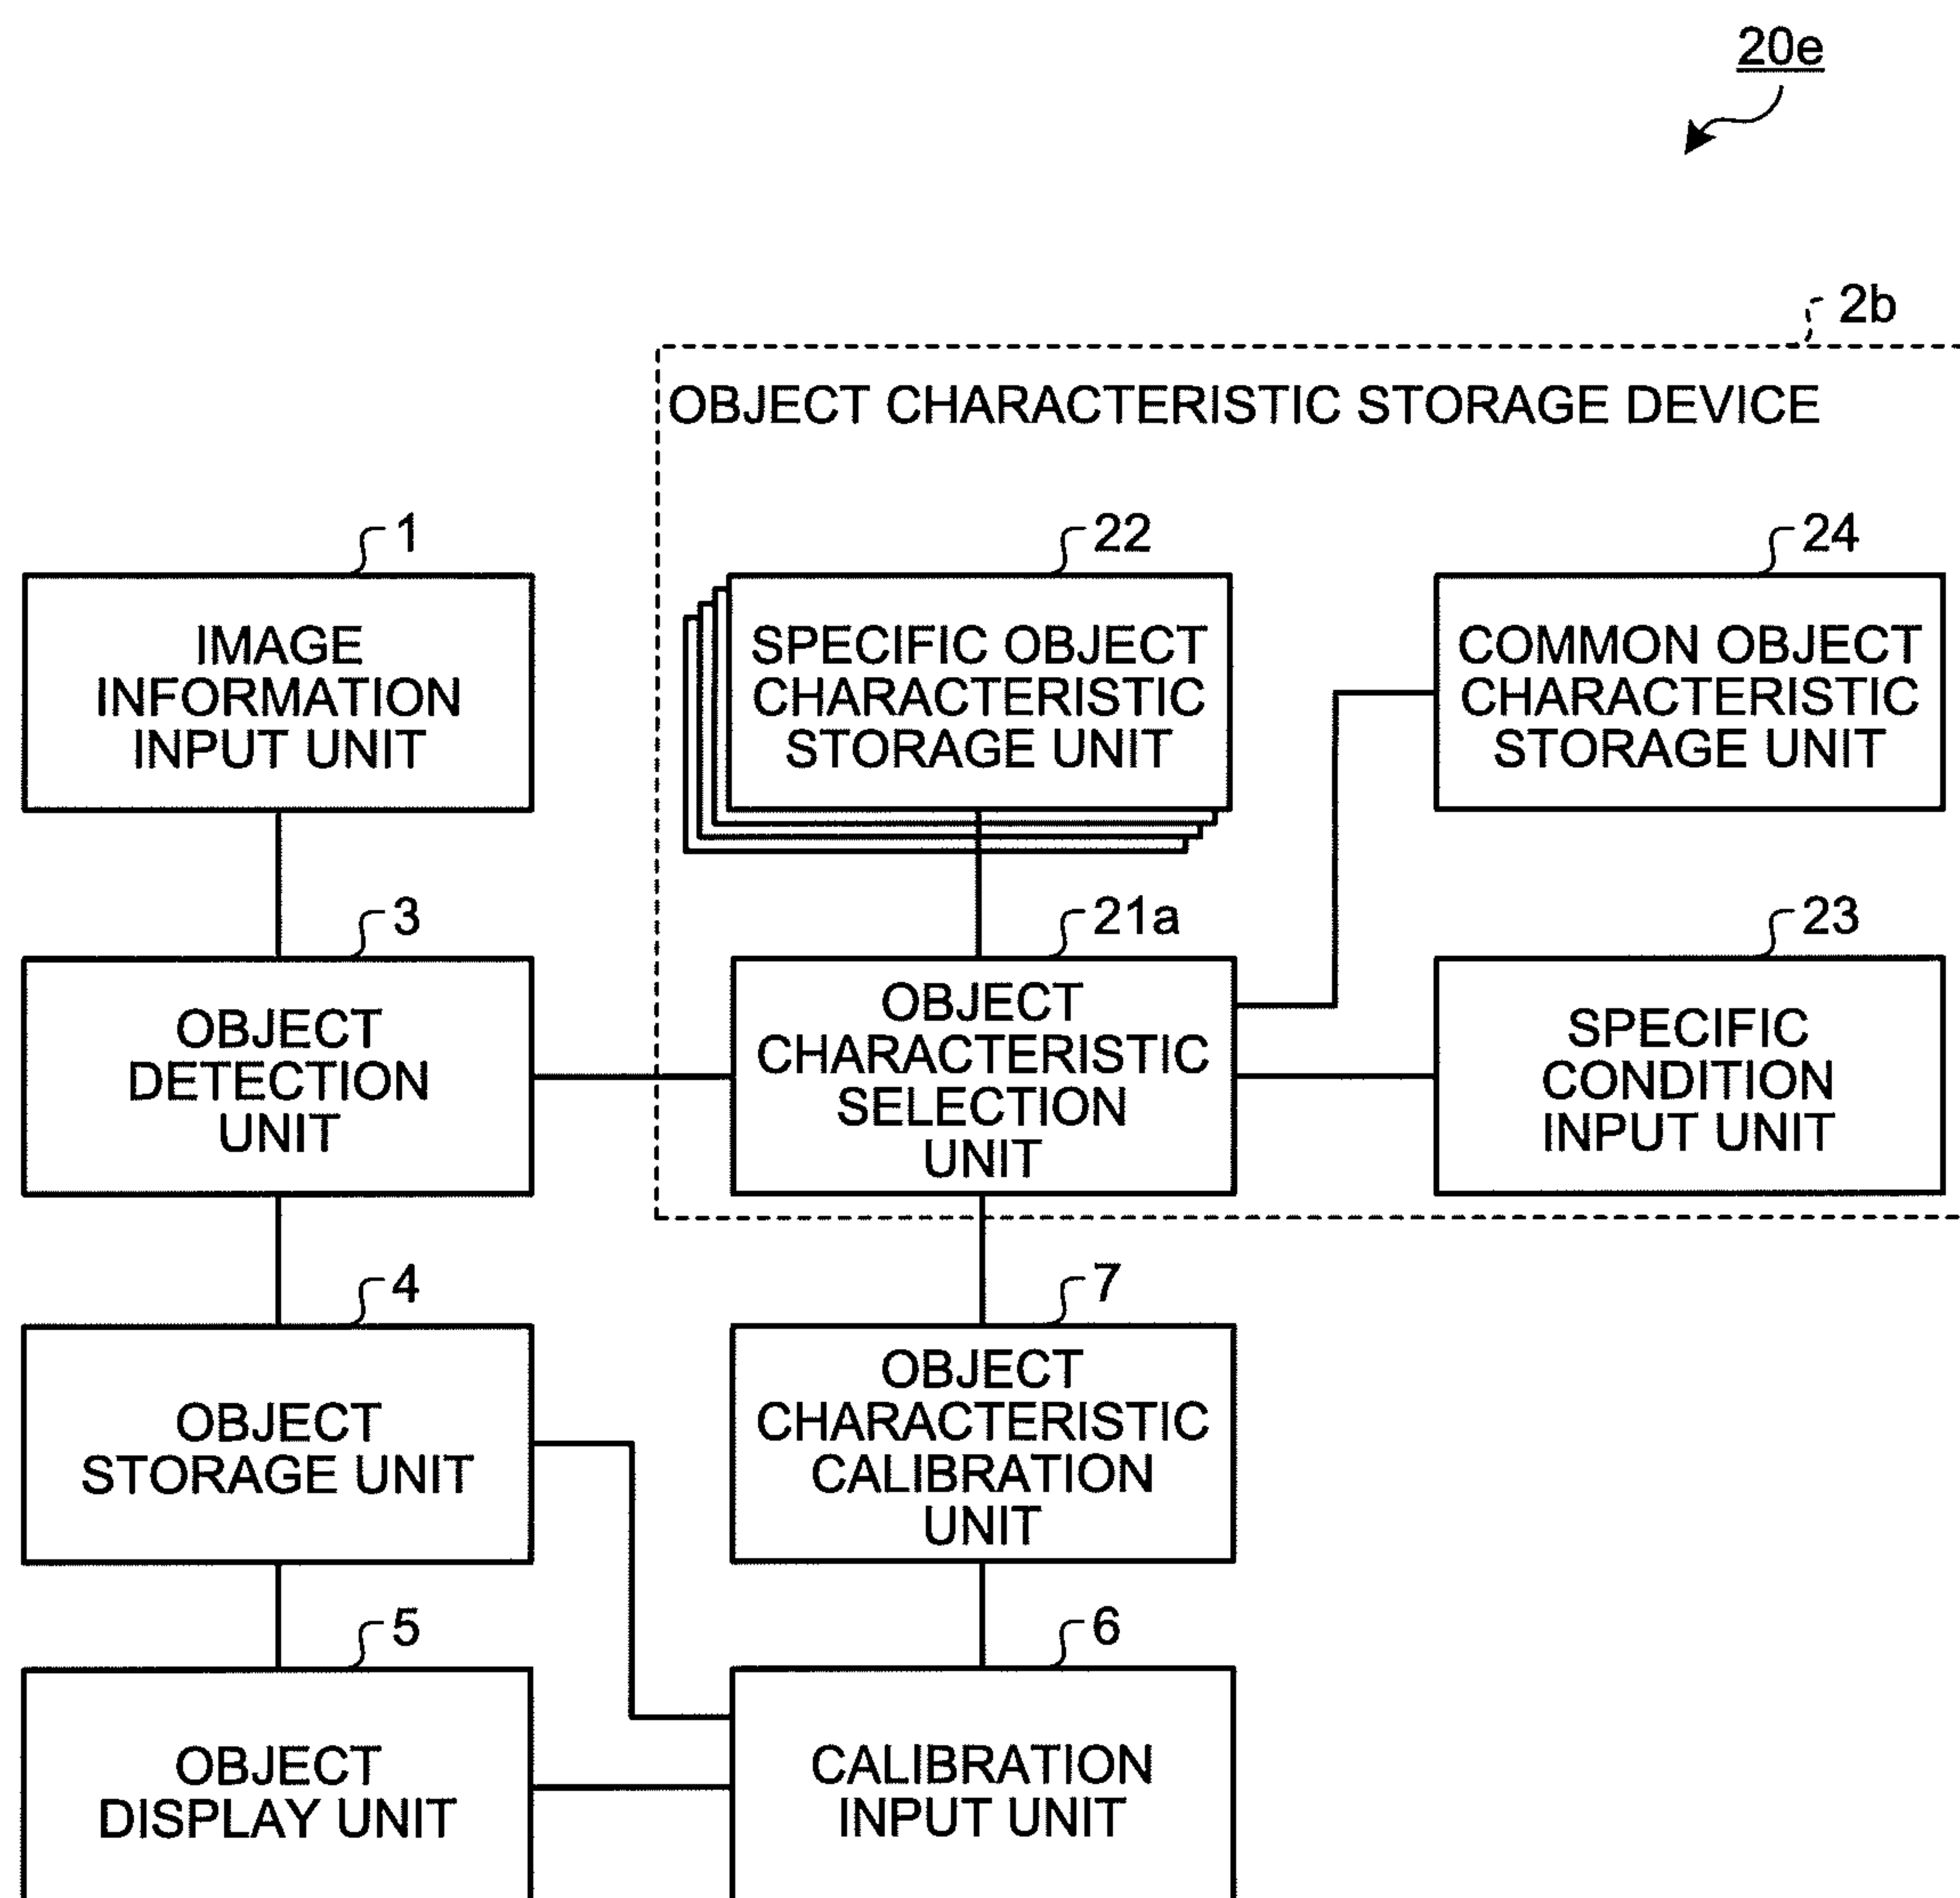 20e
2b
OBJECT CHARACTERISTIC STORAGE DEVICE
1
IMAGE
INFORMATION
INPUT UNIT
22
SPECIFIC OBJECT
CHARACTERISTIC
STORAGE UNIT
24
COMMON OBJECT
CHARACTERISTIC
STORAGE UNIT
3
OBJECT
DETECTION
UNIT
21a
OBJECT
CHARACTERISTIC
SELECTION
UNIT
23
SPECIFIC
CONDITION
INPUT UNIT
4
OBJECT
STORAGE UNIT
7
OBJECT
CHARACTERISTIC
CALIBRATION
UNIT
5
OBJECT
DISPLAY UNIT
6
CALIBRATION
INPUT UNIT